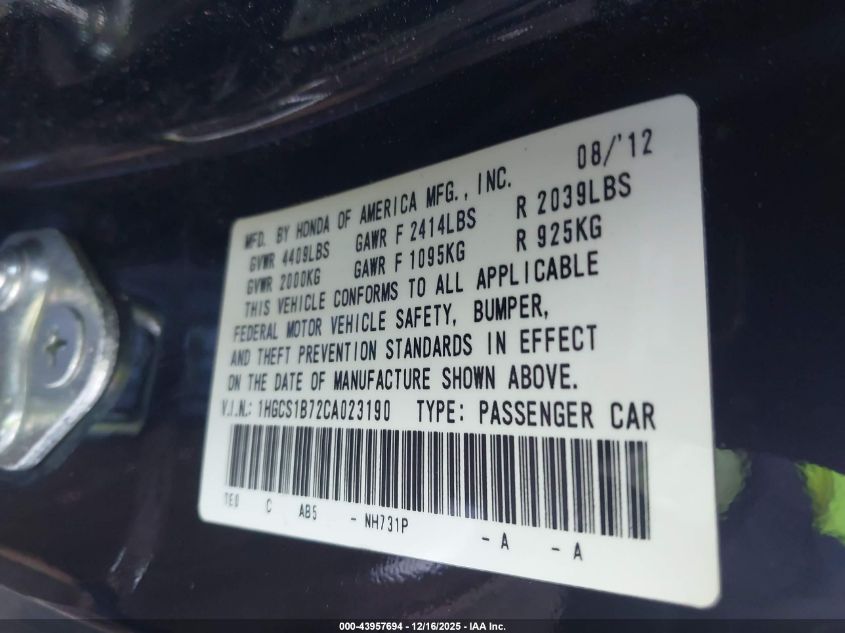 08/'12
MFD. BY HONDA OF AMERICA MFG., INC.
GVWR 4409LBS GAWR F 2414LBS R 2039LBS
GVWR 2000KG GAWR F 1095KG R 925KG
THIS VEHICLE CONFORMS TO ALL APPLICABLE
FEDERAL MOTOR VEHICLE SAFETY, BUMPER,
AND THEFT PREVENTION STANDARDS IN EFFECT
ON THE DATE OF MANUFACTURE SHOWN ABOVE.
V.I.N.: 1HGCS1B72CA023190 TYPE: PASSENGER CAR
TE0 C AB5 - NH731P - A - A
000-43957694 - 12/16/2025 - IAA Inc.